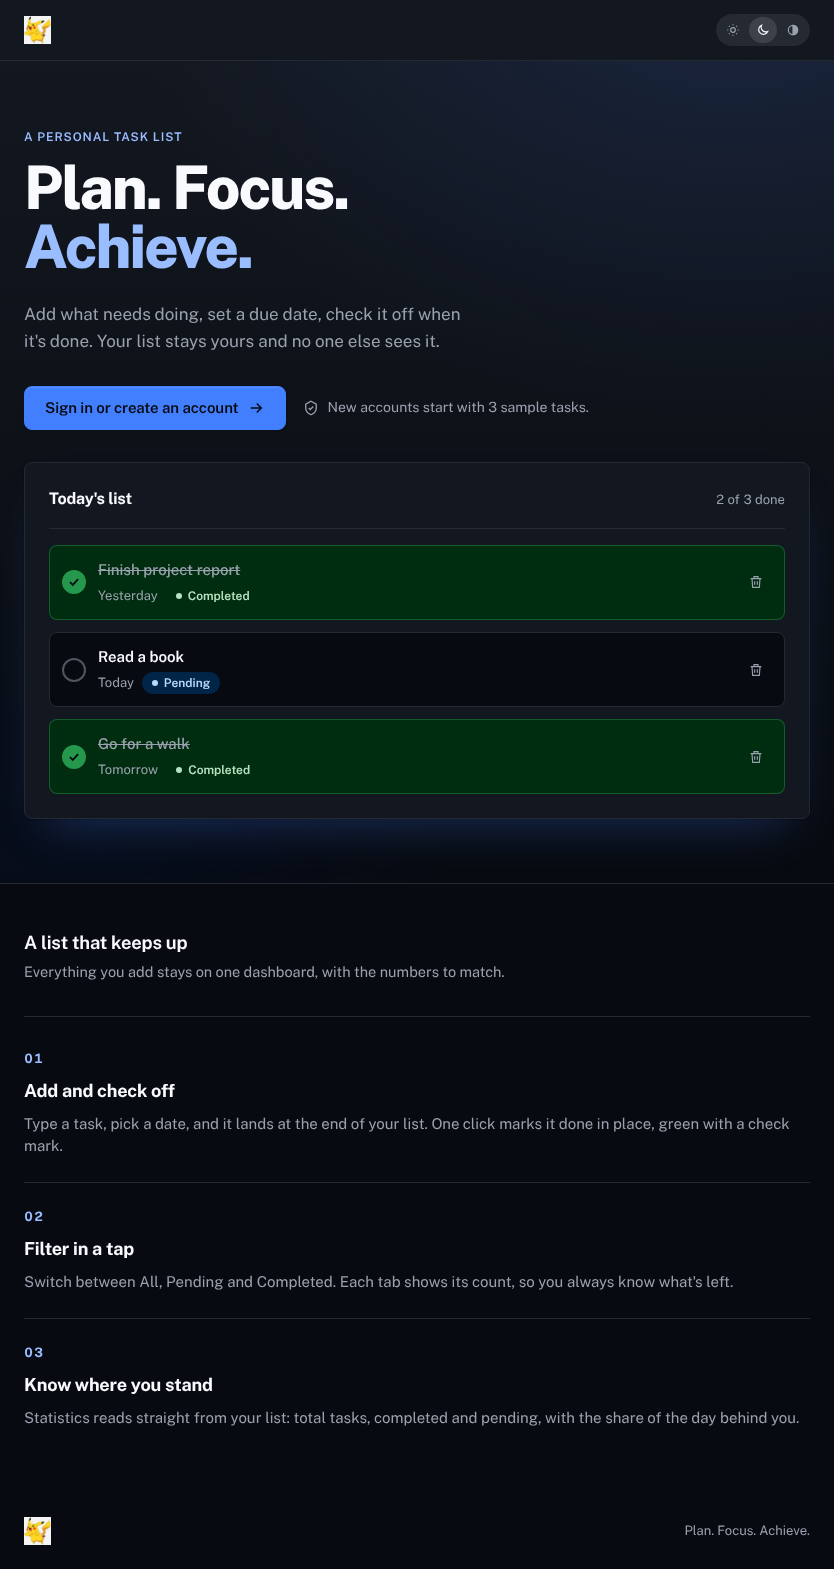 A PERSONAL TASK LIST
Plan. Focus.
Achieve.
Add what needs doing, set a due date, check it off when
it's done. Your list stays yours and no one else sees it.
Sign in or create an account
New accounts start with 3 sample tasks.
Today's list
2 of 3 done
Finish project report
Yesterday
Completed
Read a book
Today
Pending
Go for a walk
Tomorrow
Completed
A list that keeps up
Everything you add stays on one dashboard, with the numbers to match.
01
Add and check off
Type a task, pick a date, and it lands at the end of your list. One click marks it done in place, green with a check
mark.
02
Filter in a tap
Switch between All, Pending and Completed. Each tab shows its count, so you always know what's left.
03
Know where you stand
Statistics reads straight from your list: total tasks, completed and pending, with the share of the day behind you.
Plan. Focus. Achieve.